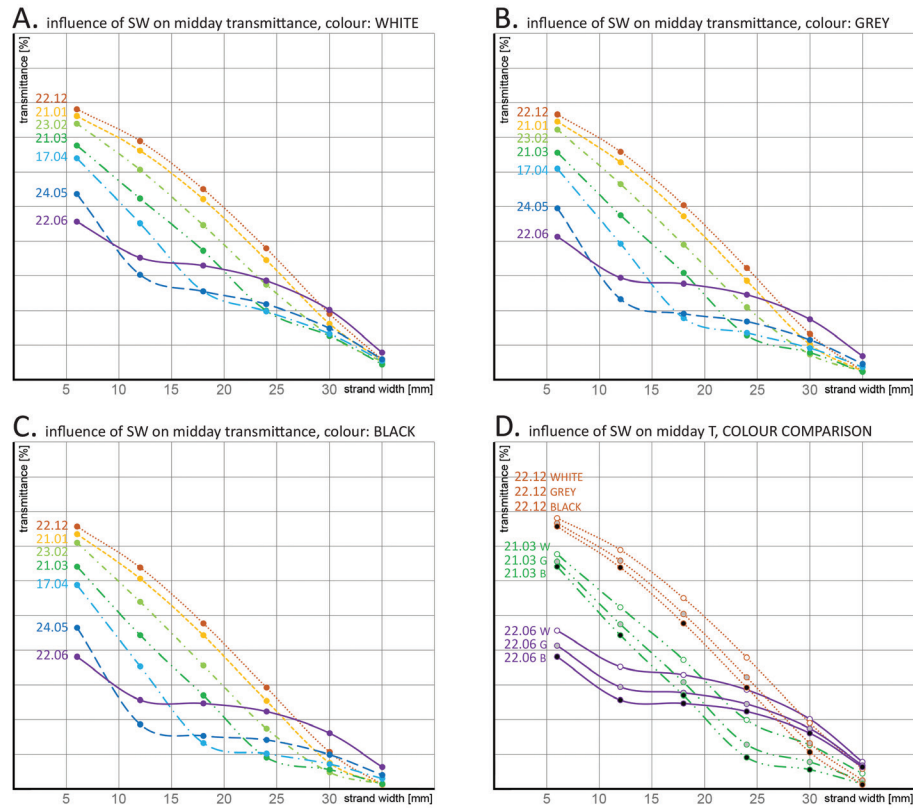 A. influence of SW on midday transmittance, colour: WHITE
transmittance [%]
22.12
21.01
23.02
21.03
17.04
24.05
22.06
5 10 15 20 25 30 strand width [mm]
B. influence of SW on midday transmittance, colour: GREY
transmittance [%]
22.12
21.01
23.02
21.03
17.04
24.05
22.06
5 10 15 20 25 30 strand width [mm]
C. influence of SW on midday transmittance, colour: BLACK
transmittance [%]
22.12
21.01
23.02
21.03
17.04
24.05
22.06
5 10 15 20 25 30 strand width [mm]
D. influence of SW on midday T, COLOUR COMPARISON
transmittance [%]
22.12 WHITE
22.12 GREY
22.12 BLACK
21.03 W
21.03 G
21.03 B
22.06 W
22.06 G
22.06 B
5 10 15 20 25 30 strand width [mm]